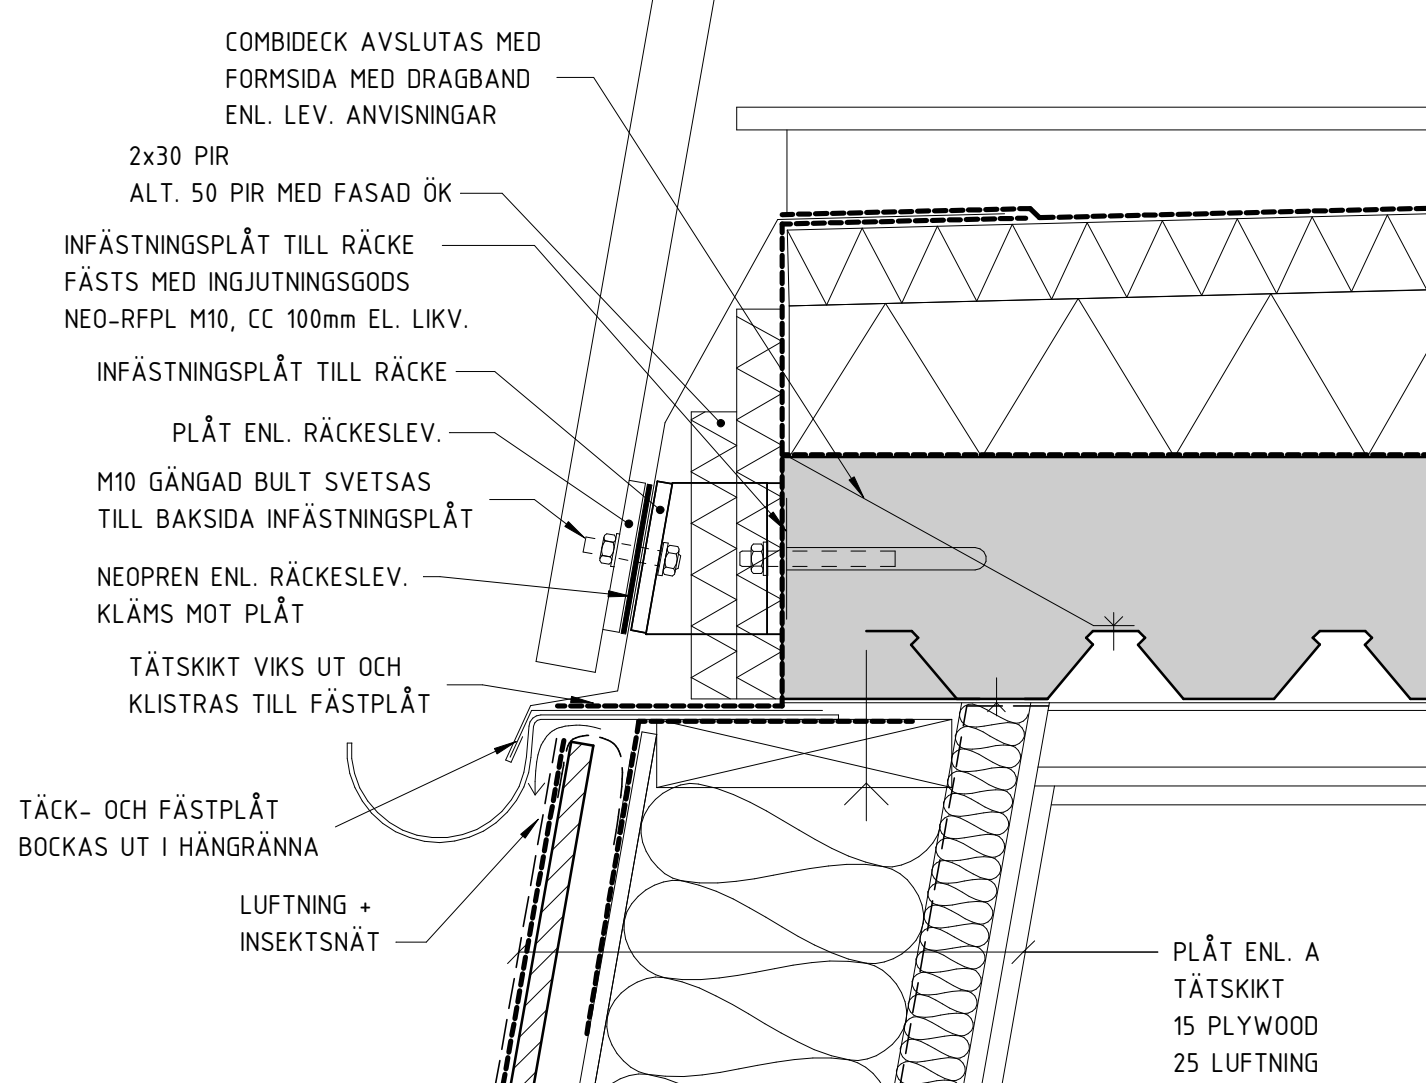 COMBIDECK AVSLUTAS MED
FORMSIDA MED DRAGBAND
ENL. LEV. ANVISNINGAR
2x30 PIR
ALT. 50 PIR MED FASAD ÖK
INFÄSTNINGSPLÅT TILL RÄCKE
FÄSTS MED INGJUTNINGSGODS
NEO-RFPL M10, CC 100mm EL. LIKV.
INFÄSTNINGSPLÅT TILL RÄCKE
PLÅT ENL. RÄCKESLEV.
M10 GÄNGAD BULT SVETSAS
TILL BAKSIDA INFÄSTNINGSPLÅT
NEOPREN ENL. RÄCKESLEV.
KLÄMS MOT PLÅT
TÄTSKIKT VIKS UT OCH
KLISTRAS TILL FÄSTPLÅT
TÄCK- OCH FÄSTPLÅT
BOCKAS UT I HÄNGRÄNNA
LUFTNING +
INSEKTSNÄT
PLÅT ENL. A
TÄTSKIKT
15 PLYWOOD
25 LUFTNING